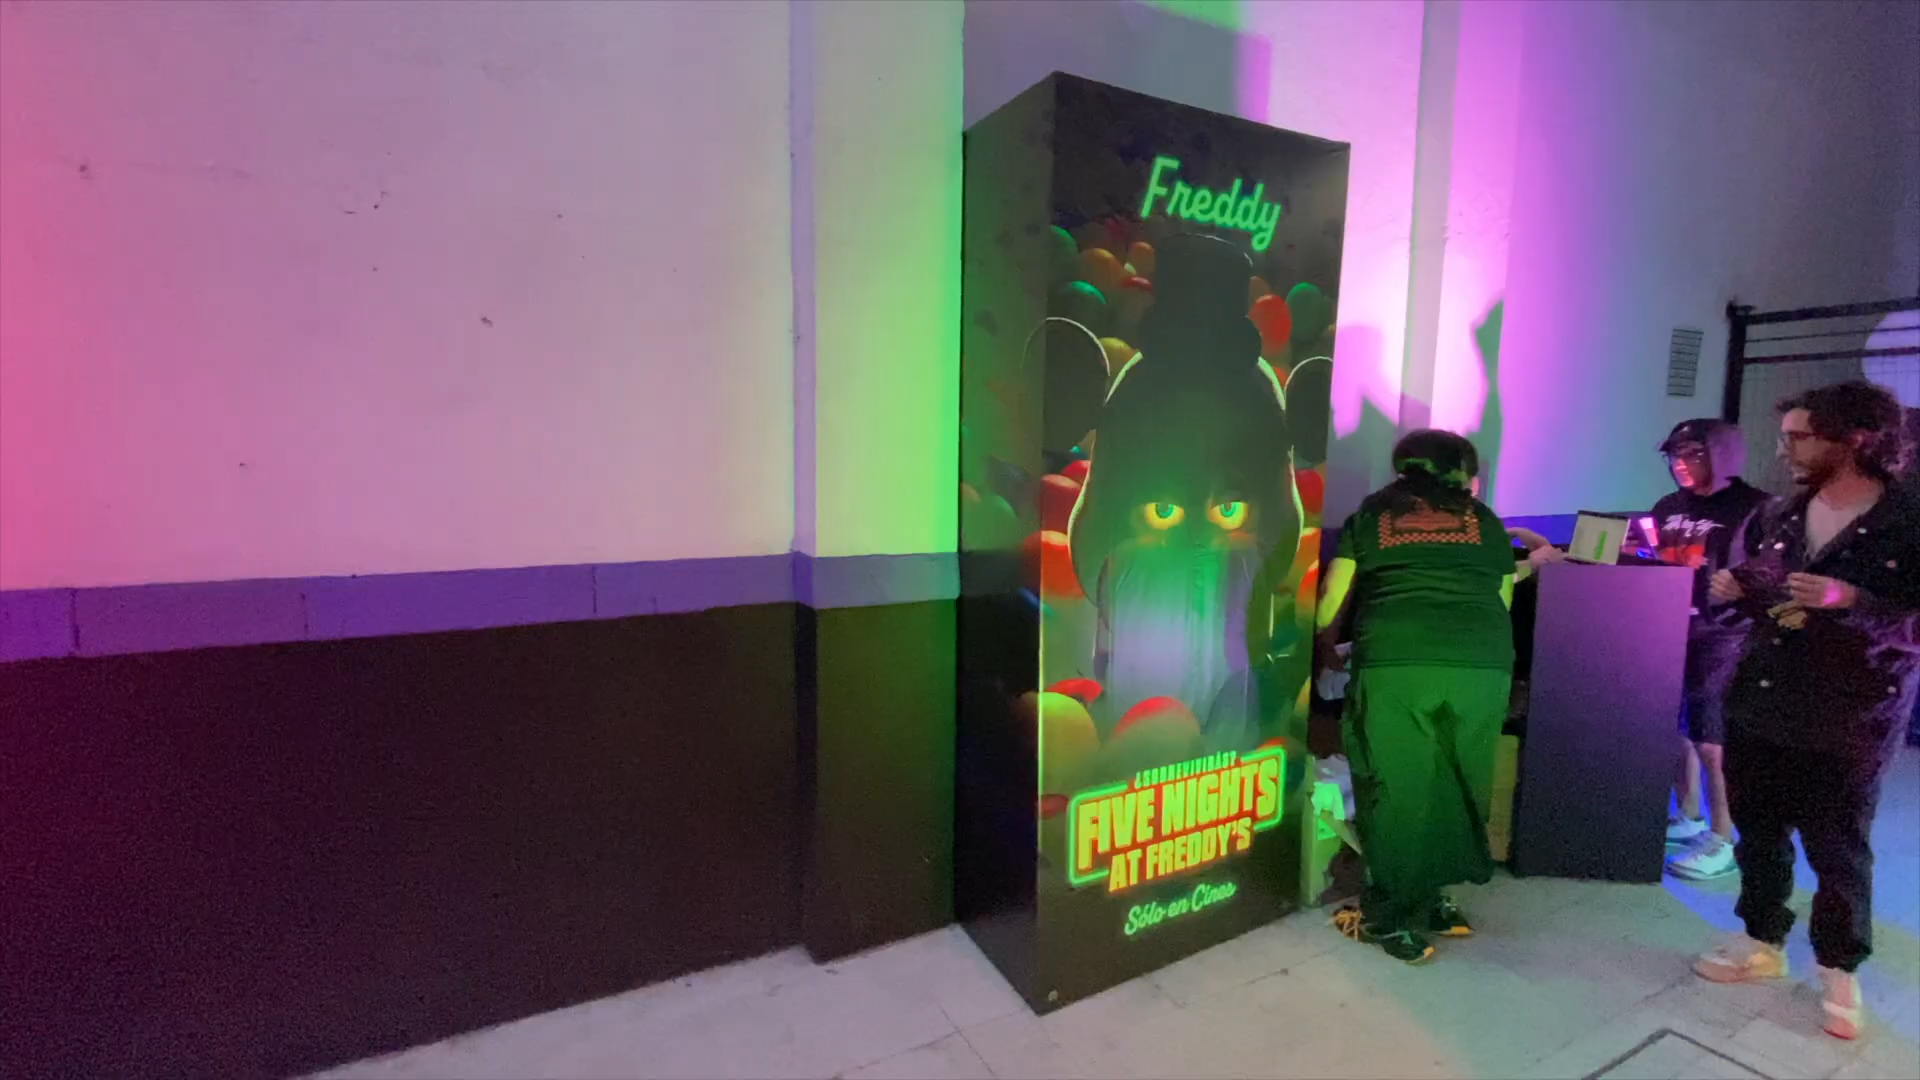 Freddy
¿SOBREVIVIRÁS?
FIVE NIGHTS
AT FREDDY'S
Sólo en Cines